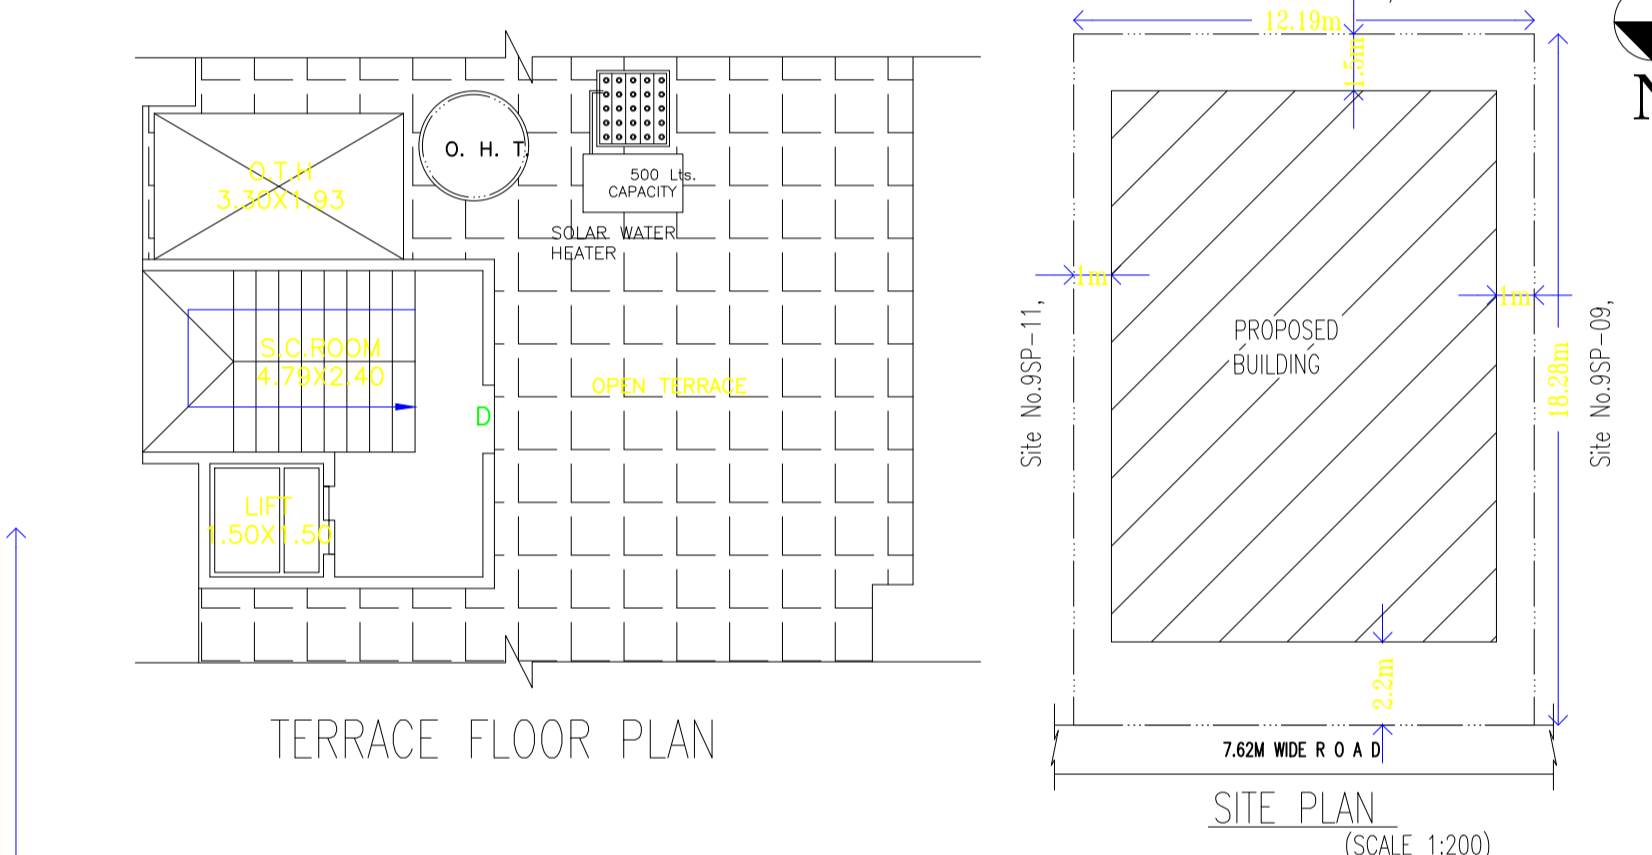 O.T.H
3.30X1.93
O. H. T.
500 Lts.
CAPACITY
SOLAR WATER
HEATER
S.C.ROOM
4.79X2.40
OPEN TERRACE
D
LIFT
1.50X1.50
TERRACE FLOOR PLAN
12.19m
1.5m
N
1m
1m
Site No.9SP-11,
PROPOSED
BUILDING
18.28m
Site No.9SP-09,
2.2m
7.62M WIDE R O A D
SITE PLAN
(SCALE 1:200)